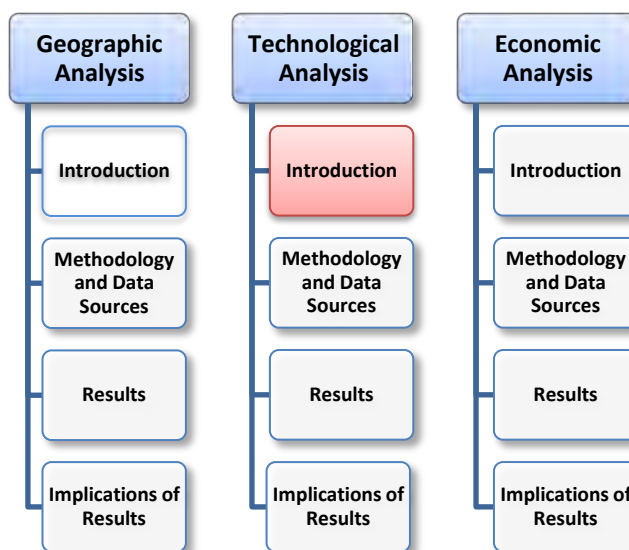 Geographic
Analysis
Introduction
Methodology
and Data
Sources
Results
Implications of
Results
Technological
Analysis
Introduction
Methodology
and Data
Sources
Results
Implications of
Results
Economic
Analysis
Introduction
Methodology
and Data
Sources
Results
Implications of
Results